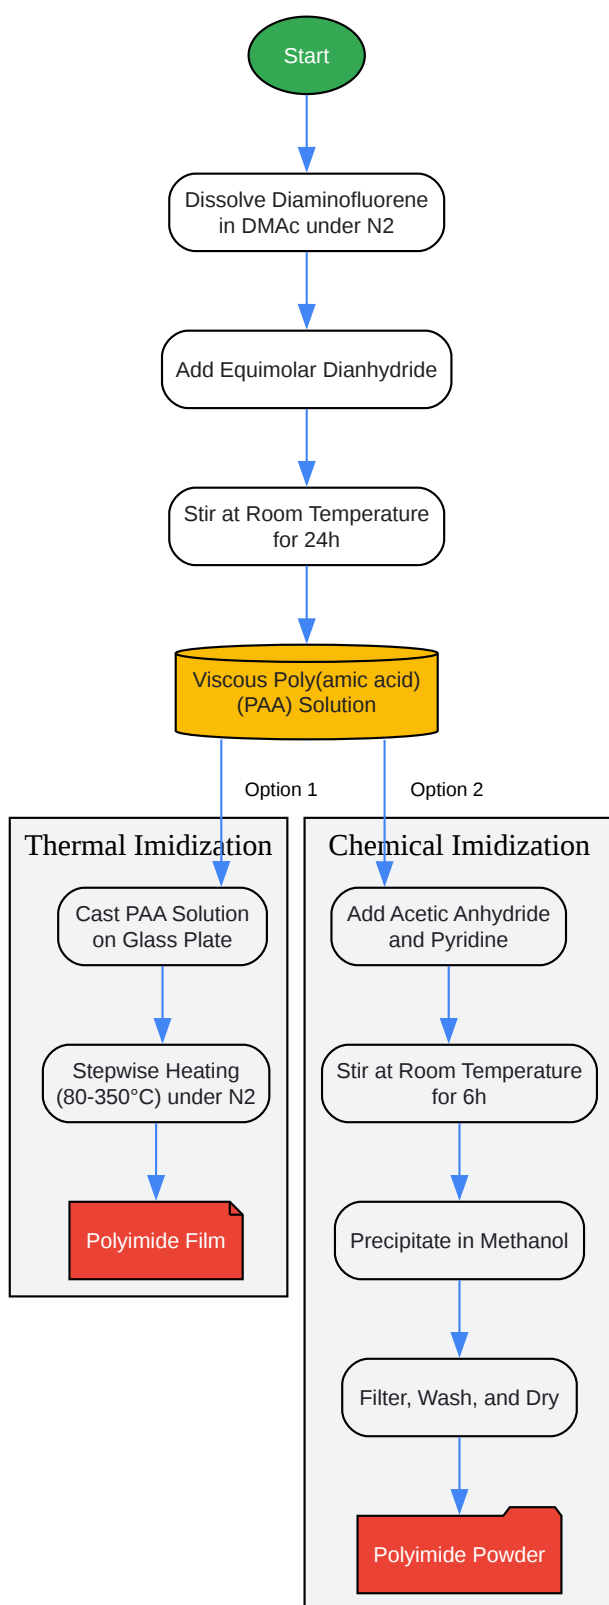 Start
Dissolve Diaminofluorene
in DMAc under N2
Add Equimolar Dianhydride
Stir at Room Temperature
for 24h
Viscous Poly(amic acid)
(PAA) Solution
Option 1
Option 2
Thermal Imidization
Cast PAA Solution
on Glass Plate
Stepwise Heating
(80-350°C) under N2
Polyimide Film
Chemical Imidization
Add Acetic Anhydride
and Pyridine
Stir at Room Temperature
for 6h
Precipitate in Methanol
Filter, Wash, and Dry
Polyimide Powder